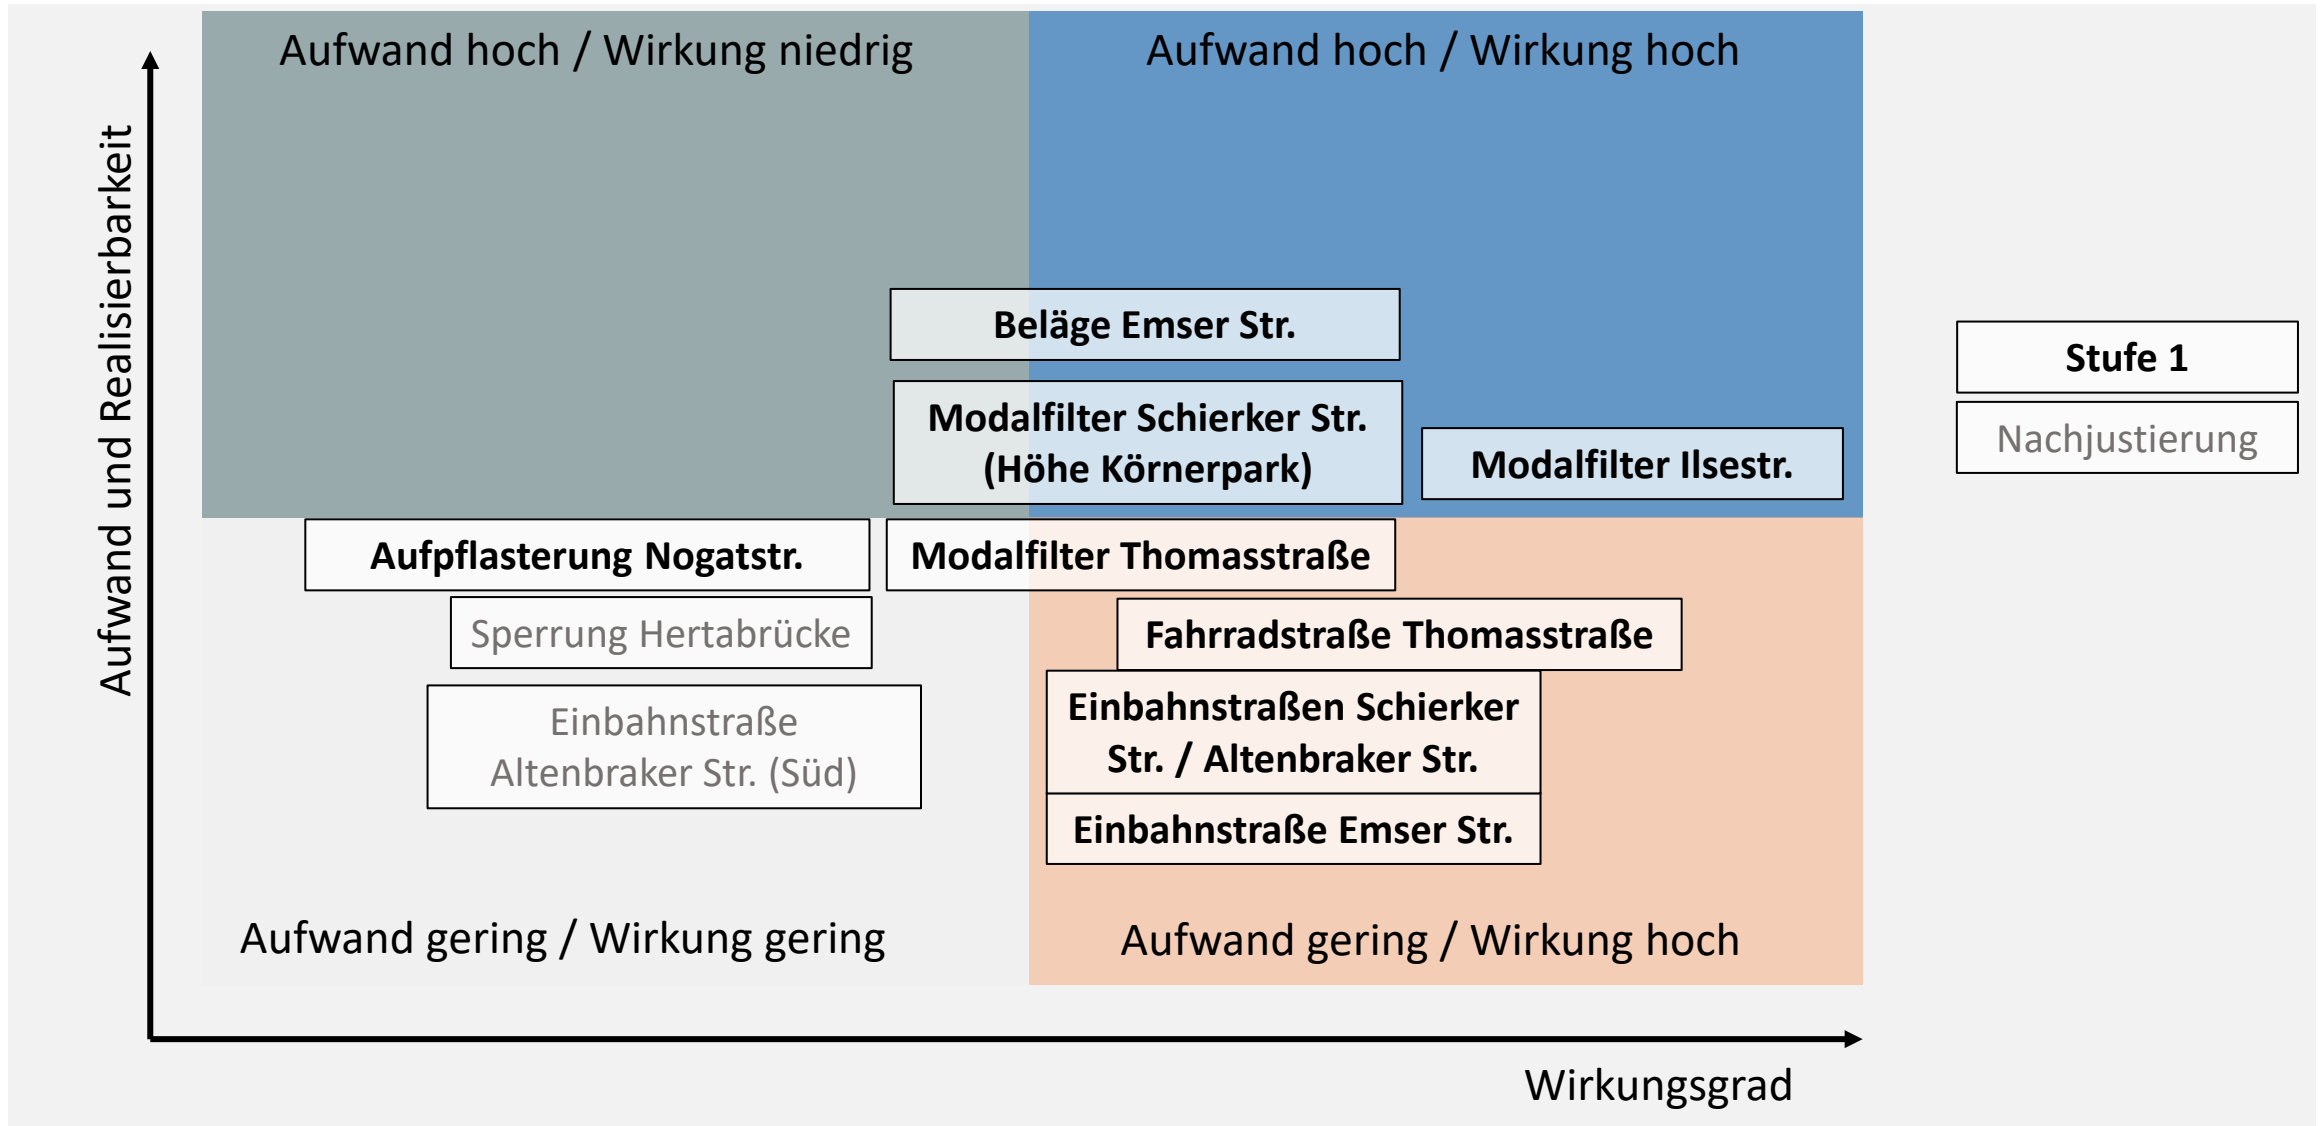 Aufwand hoch / Wirkung niedrig
Aufwand hoch / Wirkung hoch
Aufwand und Realisierbarkeit
Beläge Emser Str.
Modalfilter Schierker Str.
(Höhe Körnerpark)
Modalfilter Ilsestr.
Stufe 1
Nachjustierung
Aufpflasterung Nogatstr.
Modalfilter Thomasstraße
Sperrung Hertabrücke
Fahrradstraße Thomasstraße
Einbahnstraße
Altenbraker Str. (Süd)
Einbahnstraßen Schierker
Str. / Altenbraker Str.
Einbahnstraße Emser Str.
Aufwand gering / Wirkung gering
Aufwand gering / Wirkung hoch
Wirkungsgrad